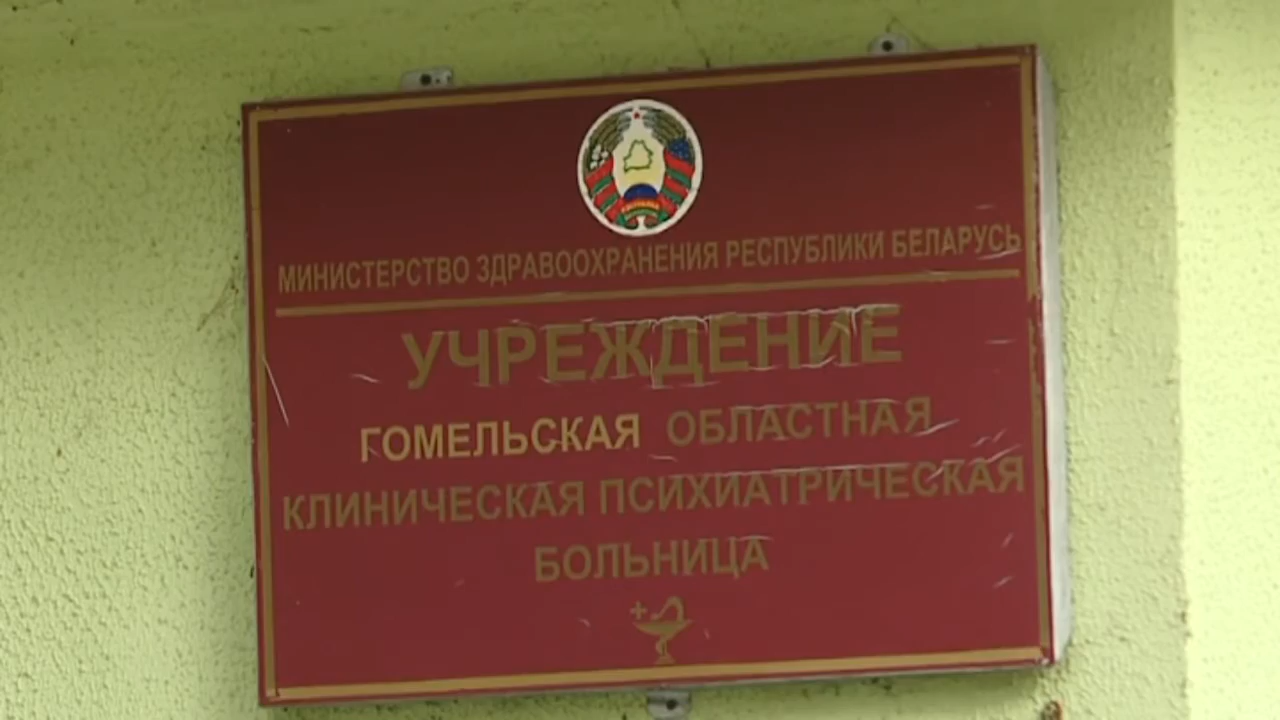 МИНИСТЕРСТВО ЗДРАВООХРАНЕНИЯ РЕСПУБЛИКИ БЕЛАРУСЬ
УЧРЕЖДЕНИЕ
ГОМЕЛЬСКАЯ ОБЛАСТНАЯ
КЛИНИЧЕСКАЯ ПСИХИАТРИЧЕСКАЯ
БОЛЬНИЦА